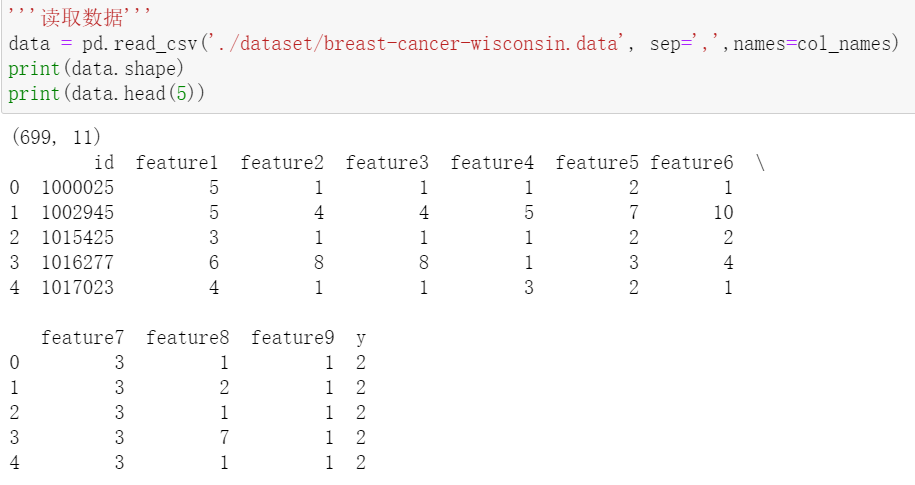 '''读取数据'''
data = pd.read_csv('./dataset/breast-cancer-wisconsin.data', sep=',',names=col_names)
print(data.shape)
print(data.head(5))
(699, 11)
        id  feature1  feature2  feature3  feature4  feature5 feature6  \
0  1000025         5         1         1         1         2        1
1  1002945         5         4         4         5         7       10
2  1015425         3         1         1         1         2        2
3  1016277         6         8         8         1         3        4
4  1017023         4         1         1         3         2        1
   feature7  feature8  feature9  y
0         3         1         1  2
1         3         2         1  2
2         3         1         1  2
3         3         7         1  2
4         3         1         1  2